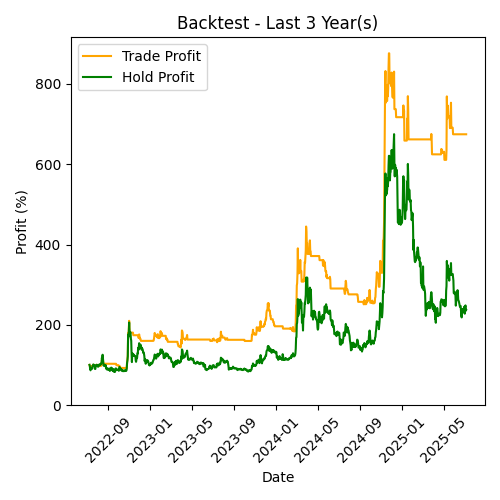 Backtest - Last 3 Year(s)
Trade Profit
Hold Profit
Profit (%)
800
600
400
200
0
2022-09
2023-01
2023-05
2023-09
2024-01
2024-05
2024-09
2025-01
2025-05
Date